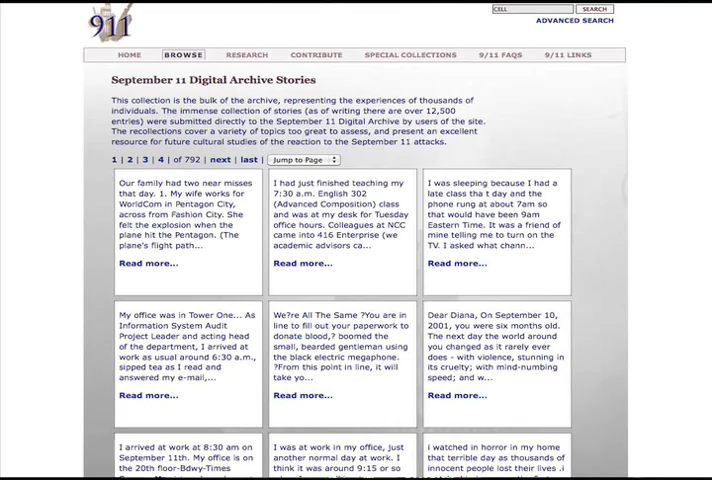 911
CELL
SEARCH
ADVANCED SEARCH
HOME BROWSE RESEARCH CONTRIBUTE SPECIAL COLLECTIONS 9/11 FAQS 9/11 LINKS
September 11 Digital Archive Stories
This collection is the bulk of the archive, representing the experiences of thousands of
individuals. The immense collection of stories (as of writing there are over 12,500
entries) were submitted directly to the September 11 Digital Archive by users of the site.
The recollections cover a variety of topics too great to assess, and present an excellent
resource for future cultural studies of the reaction to the September 11 attacks.
1 | 2 | 3 | 4 | of 792 | next | last | Jump to Page
Our family had two near misses
that day. 1. My wife works for
WorldCom in Pentagon City,
across from Fashion City. She
felt the explosion when the
plane hit the Pentagon. (The
plane's flight path...
Read more...
I had just finished teaching my
7:30 a.m. English 302
(Advanced Composition) class
and was at my desk for Tuesday
office hours. Colleagues at NCC
came into 416 Enterprise (we
academic advisors ca...
Read more...
I was sleeping because I had a
late class tha t day and the
phone rung at about 7am so
that would have been 9am
Eastern Time. It was a friend of
mine telling me to turn on the
TV. I asked what chann...
Read more...
My office was in Tower One... As
Information System Audit
Project Leader and acting head
of the department, I arrived at
work as usual around 6:30 a.m.,
sipped tea as I read and
answered my e-mail,...
Read more...
We?re All The Same ?You are in
line to fill out your paperwork to
donate blood,? boomed the
small, bearded gentleman using
the black electric megaphone.
?From this point in line, it will
take yo...
Read more...
Dear Diana, On September 10,
2001, you were six months old.
The next day the world around
you changed as it rarely ever
does - with violence, stunning in
its cruelty; with mind-numbing
speed; and w...
Read more...
I arrived at work at 8:30 am on
September 11th. My office is on
the 20th floor-Bdwy-Times
I was at work in my office, just
another normal day at work. I
think it was around 9:15 or so
i watched in horror in my home
that terrible day as thousands of
innocent people lost their lives .i